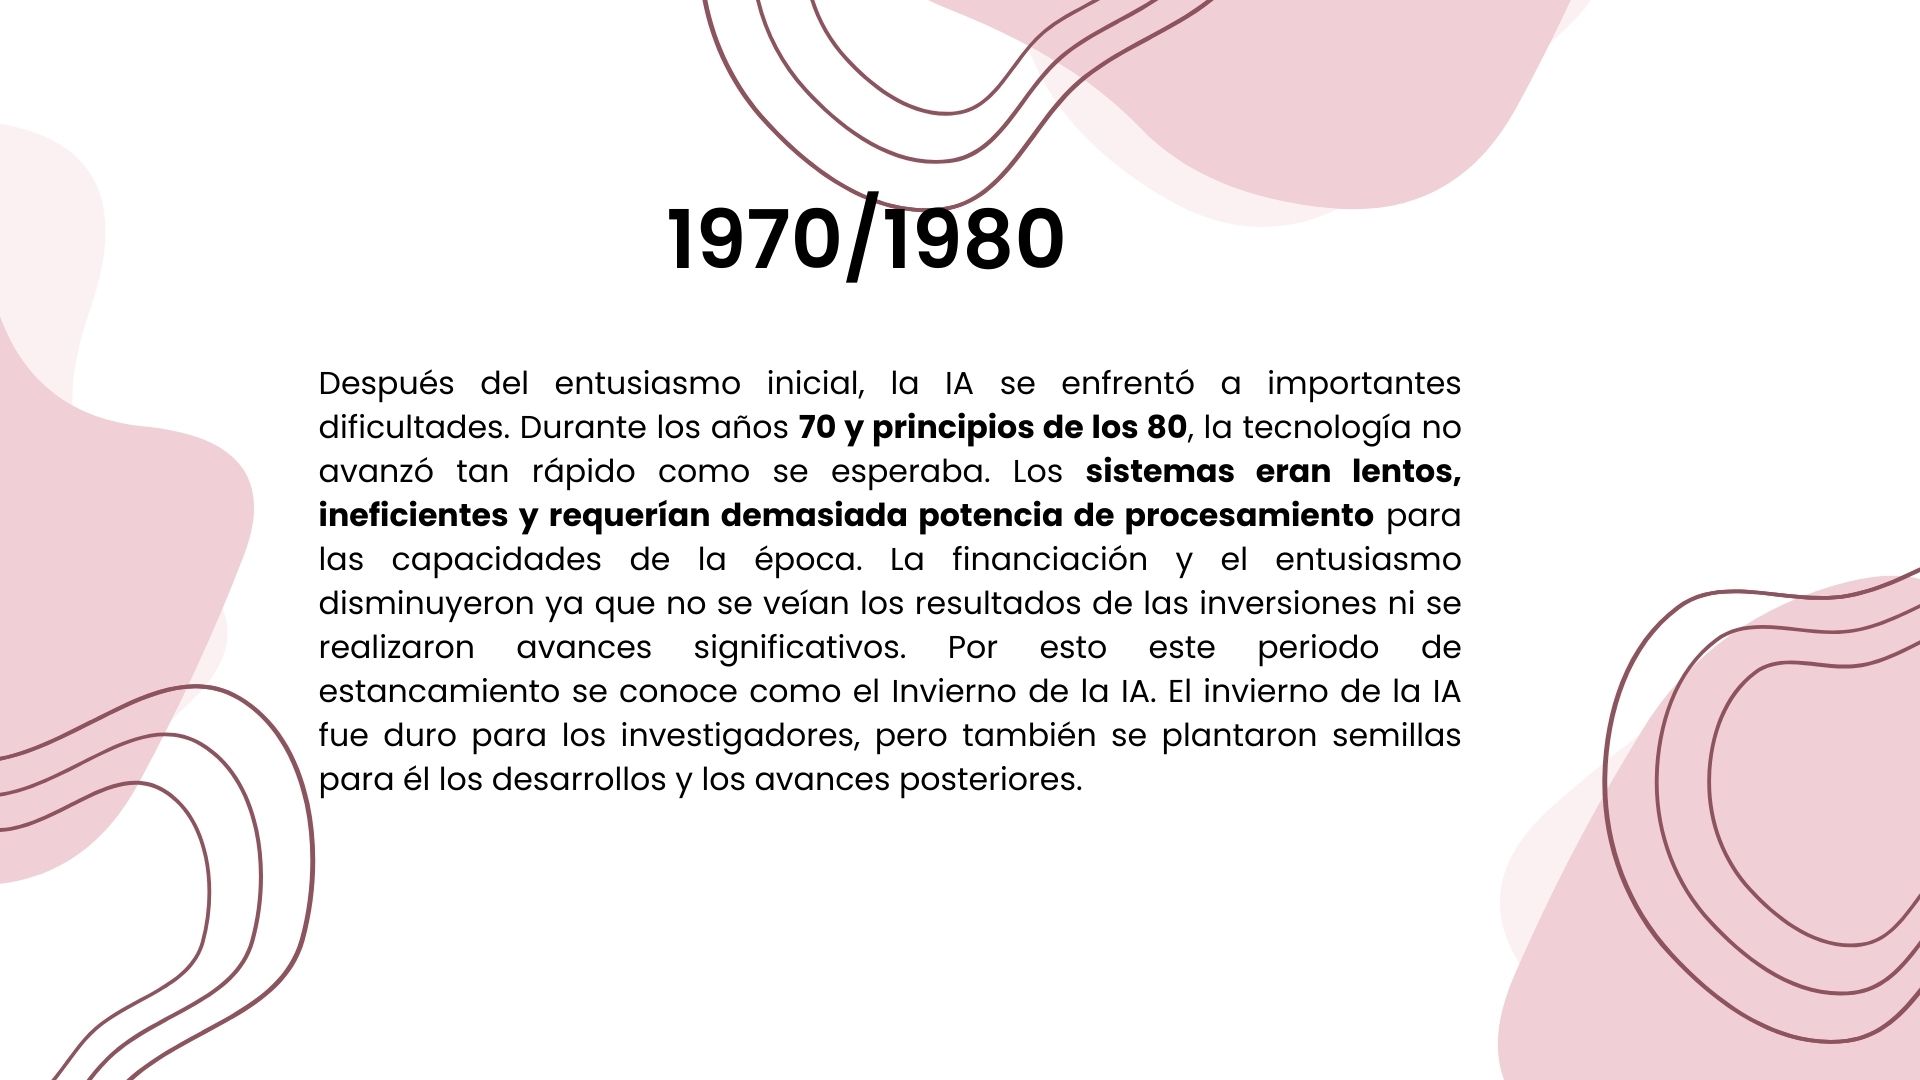 1970/1980
Después del entusiasmo inicial, la IA se enfrentó a importantes
dificultades. Durante los años 70 y principios de los 80, la tecnología no
avanzó tan rápido como se esperaba. Los sistemas eran lentos,
ineficientes y requerían demasiada potencia de procesamiento para
las capacidades de la época. La financiación y el entusiasmo
disminuyeron ya que no se veían los resultados de las inversiones ni se
realizaron avances significativos. Por esto este periodo de
estancamiento se conoce como el Invierno de la IA. El invierno de la IA
fue duro para los investigadores, pero también se plantaron semillas
para él los desarrollos y los avances posteriores.